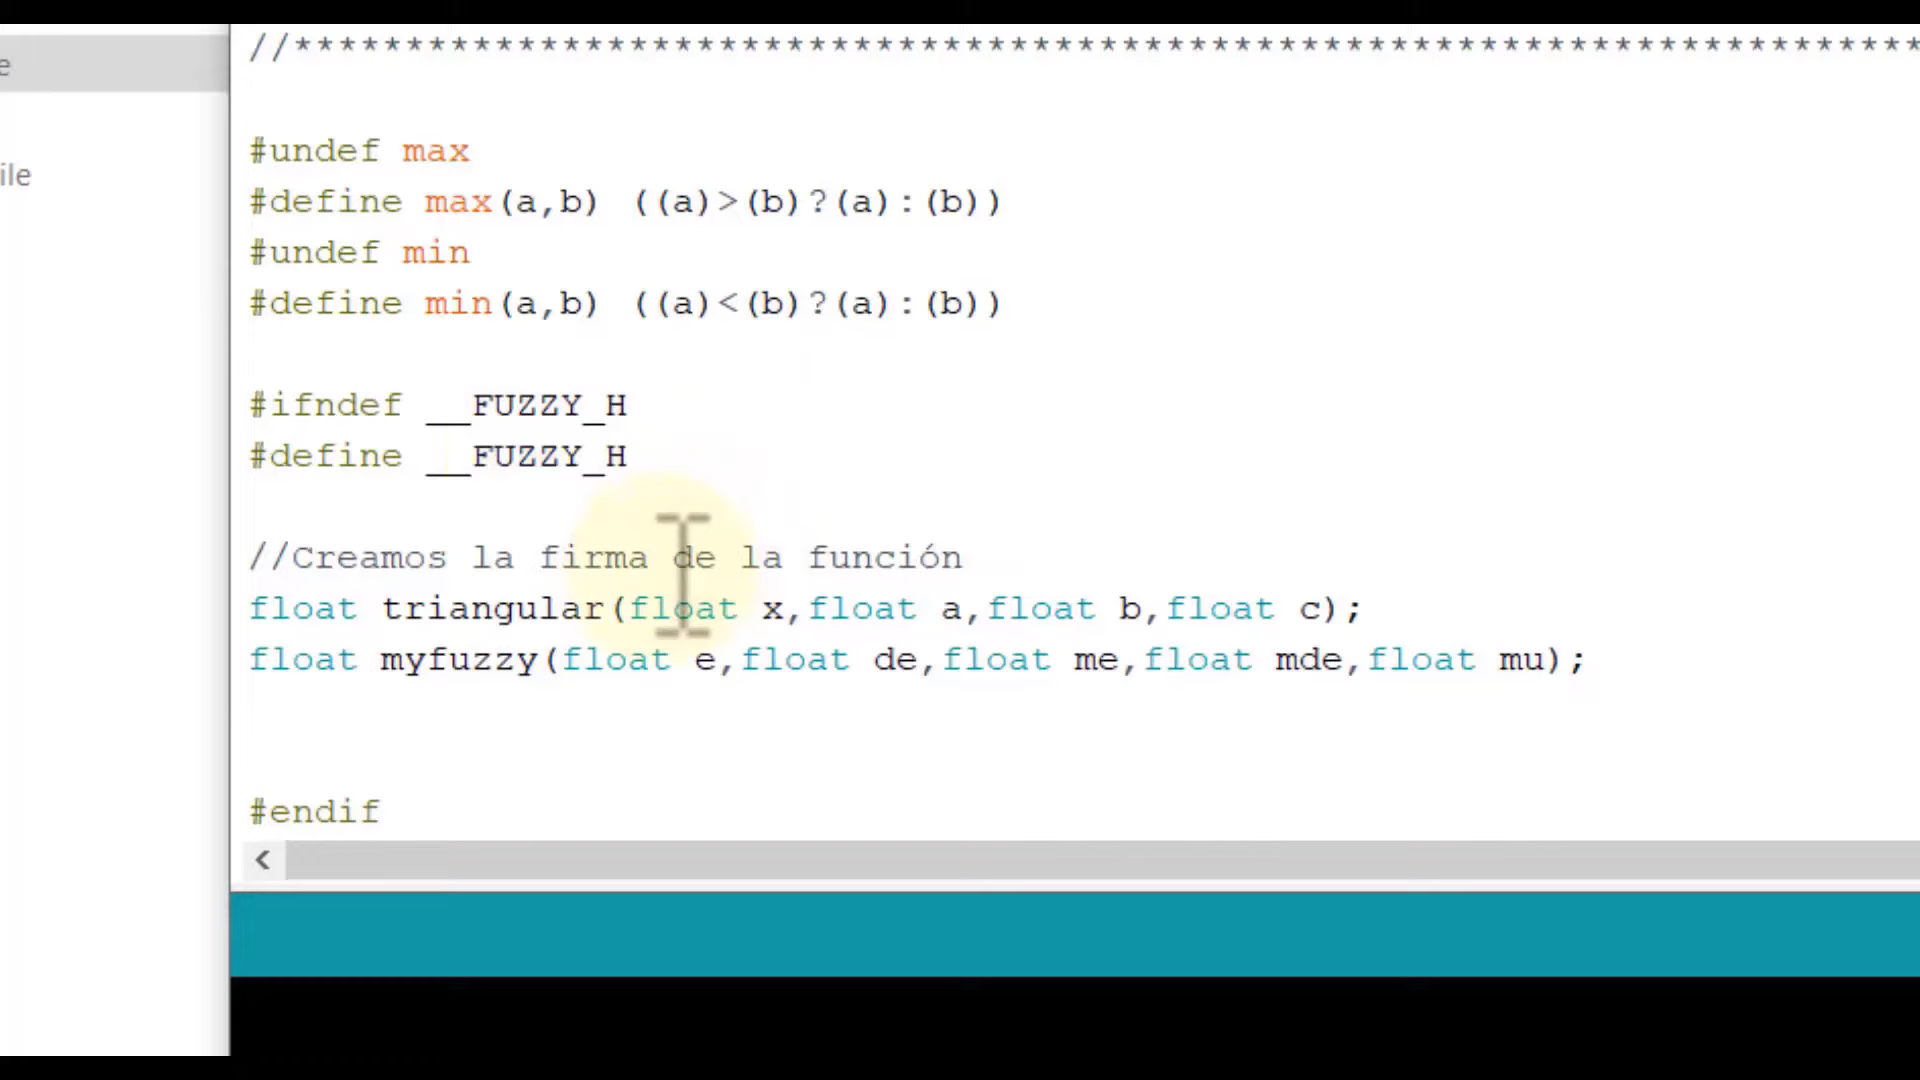 e
ile
//*************************************************************************
#undef max
#define max(a,b) ((a)>(b)?(a):(b))
#undef min
#define min(a,b) ((a)<(b)?(a):(b))
#ifndef __FUZZY_H
#define __FUZZY_H
//Creamos la firma de la función
float triangular(float x,float a,float b,float c);
float myfuzzy(float e,float de,float me,float mde,float mu);
#endif